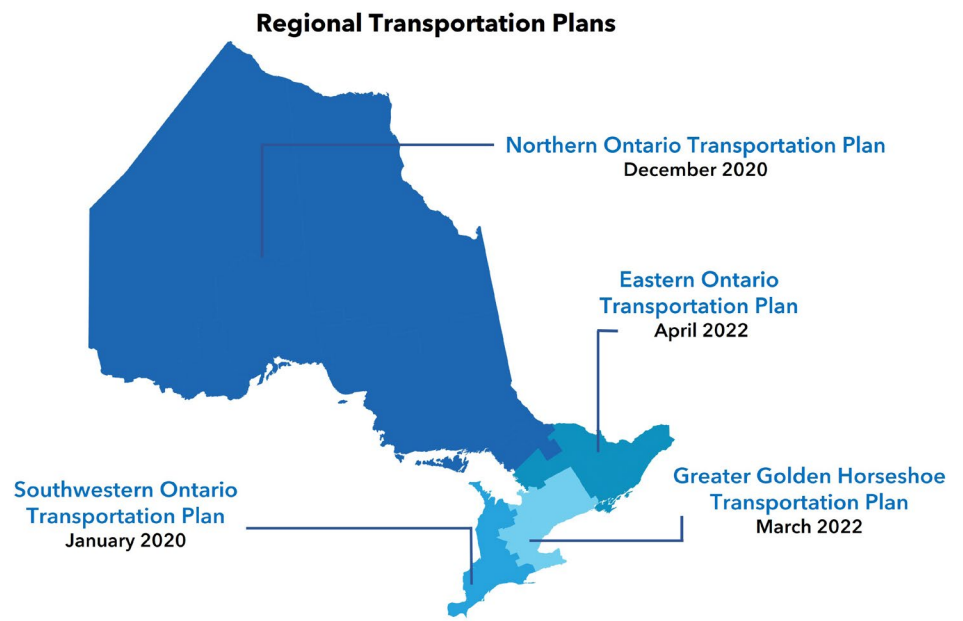 Regional Transportation Plans
Northern Ontario Transportation Plan
December 2020
Eastern Ontario
Transportation Plan
April 2022
Greater Golden Horseshoe
Transportation Plan
March 2022
Southwestern Ontario
Transportation Plan
January 2020